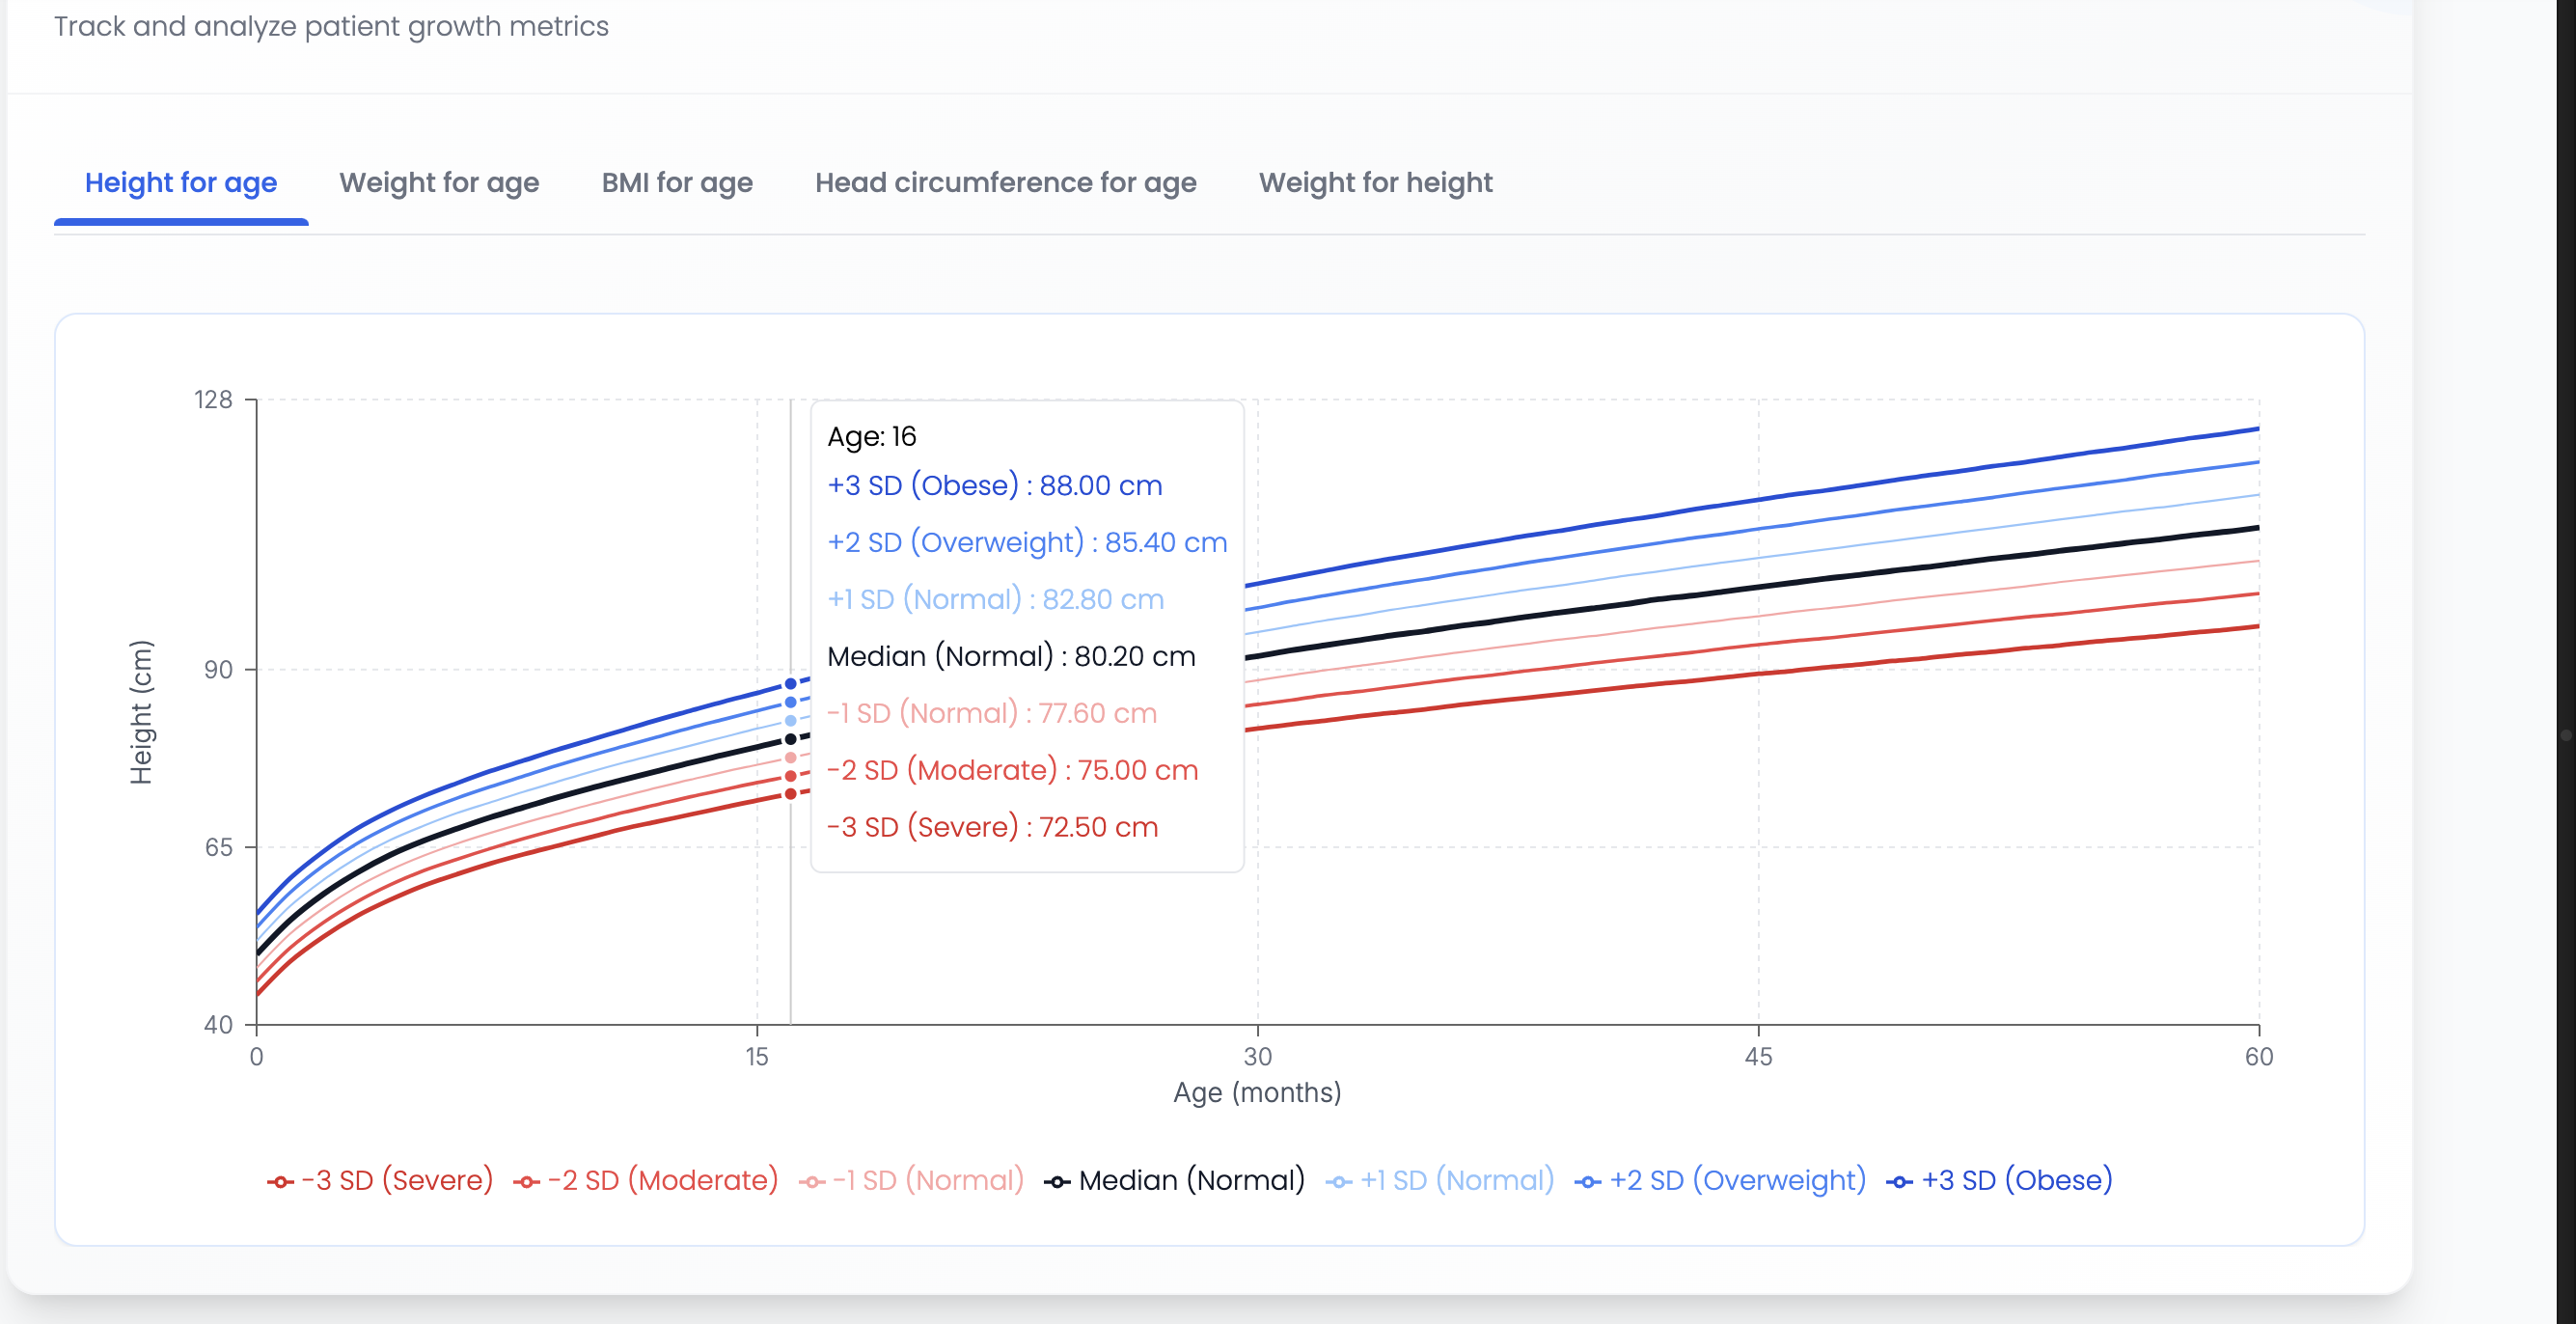 Track and analyze patient growth metrics
Height for age
Weight for age
BMI for age
Head circumference for age
Weight for height
128
90
65
40
Height (cm)
Age: 16
+3 SD (Obese) : 88.00 cm
+2 SD (Overweight) : 85.40 cm
+1 SD (Normal) : 82.80 cm
Median (Normal) : 80.20 cm
-1 SD (Normal) : 77.60 cm
-2 SD (Moderate) : 75.00 cm
-3 SD (Severe) : 72.50 cm
0 15 30 45 60
Age (months)
-3 SD (Severe) -2 SD (Moderate) -1 SD (Normal) Median (Normal) +1 SD (Normal) +2 SD (Overweight) +3 SD (Obese)